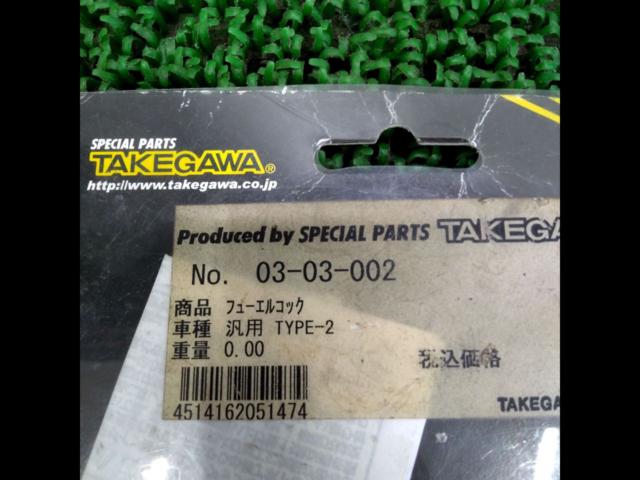 SPECIAL PARTS
TAKEGAWA®
http://www.takegawa.co.jp
Produced by SPECIAL PARTS TAKEGA
No. 03-03-002
商品 ﾌｭｰｴﾙｺｯｸ
車種 汎用 TYPE-2
重量 0.00
税込価格
4514162051474
TAKEGA